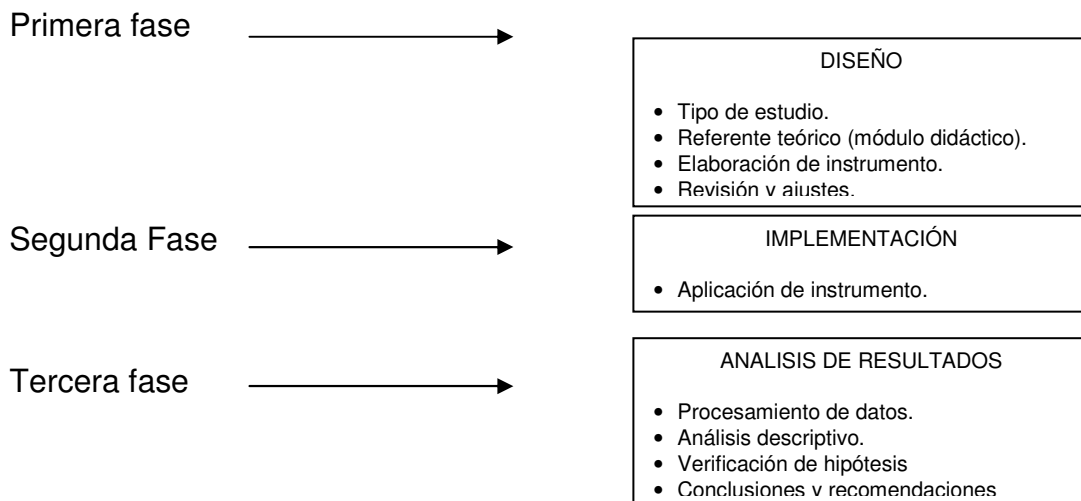 Primera fase
DISEÑO
• Tipo de estudio.
• Referente teórico (módulo didáctico).
• Elaboración de instrumento.
• Revisión y ajustes.
Segunda Fase
IMPLEMENTACIÓN
• Aplicación de instrumento.
Tercera fase
ANALISIS DE RESULTADOS
• Procesamiento de datos.
• Análisis descriptivo.
• Verificación de hipótesis
• Conclusiones y recomendaciones